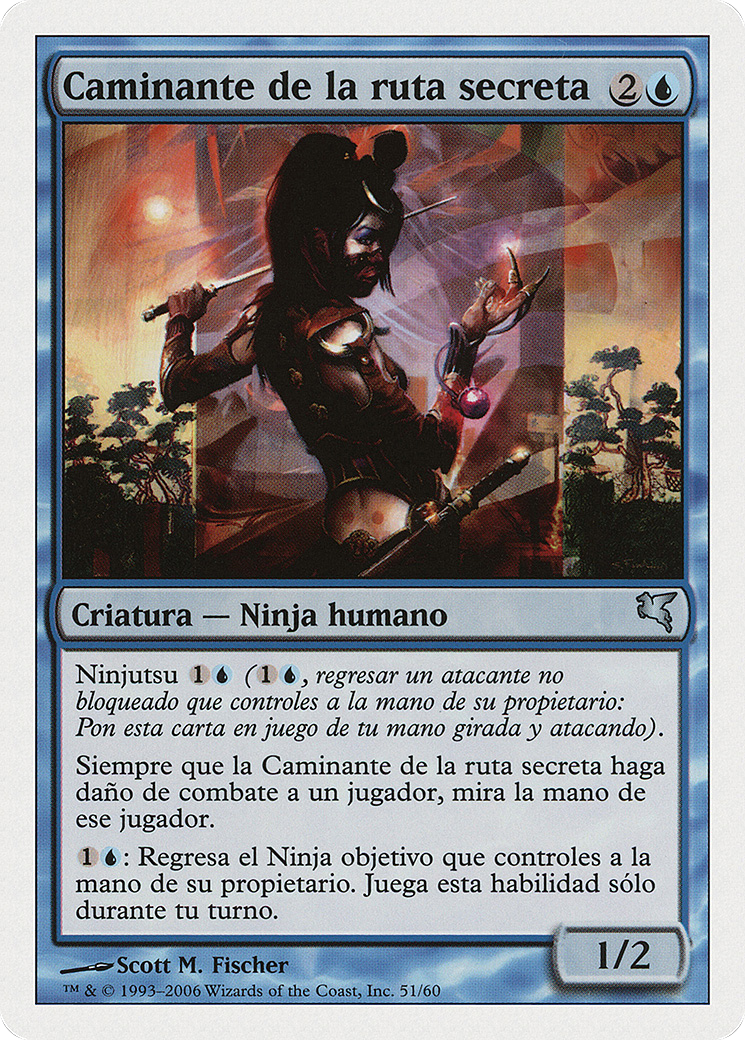 Caminante de la ruta secreta 2
Criatura — Ninja humano
Ninjutsu 1 (1, regresar un atacante no
bloqueado que controles a la mano de su propietario:
Pon esta carta en juego de tu mano girada y atacando).
Siempre que la Caminante de la ruta secreta haga
daño de combate a un jugador, mira la mano de
ese jugador.
1: Regresa el Ninja objetivo que controles a la
mano de su propietario. Juega esta habilidad sólo
durante tu turno.
1/2
Scott M. Fischer
™ & © 1993–2006 Wizards of the Coast, Inc. 51/60